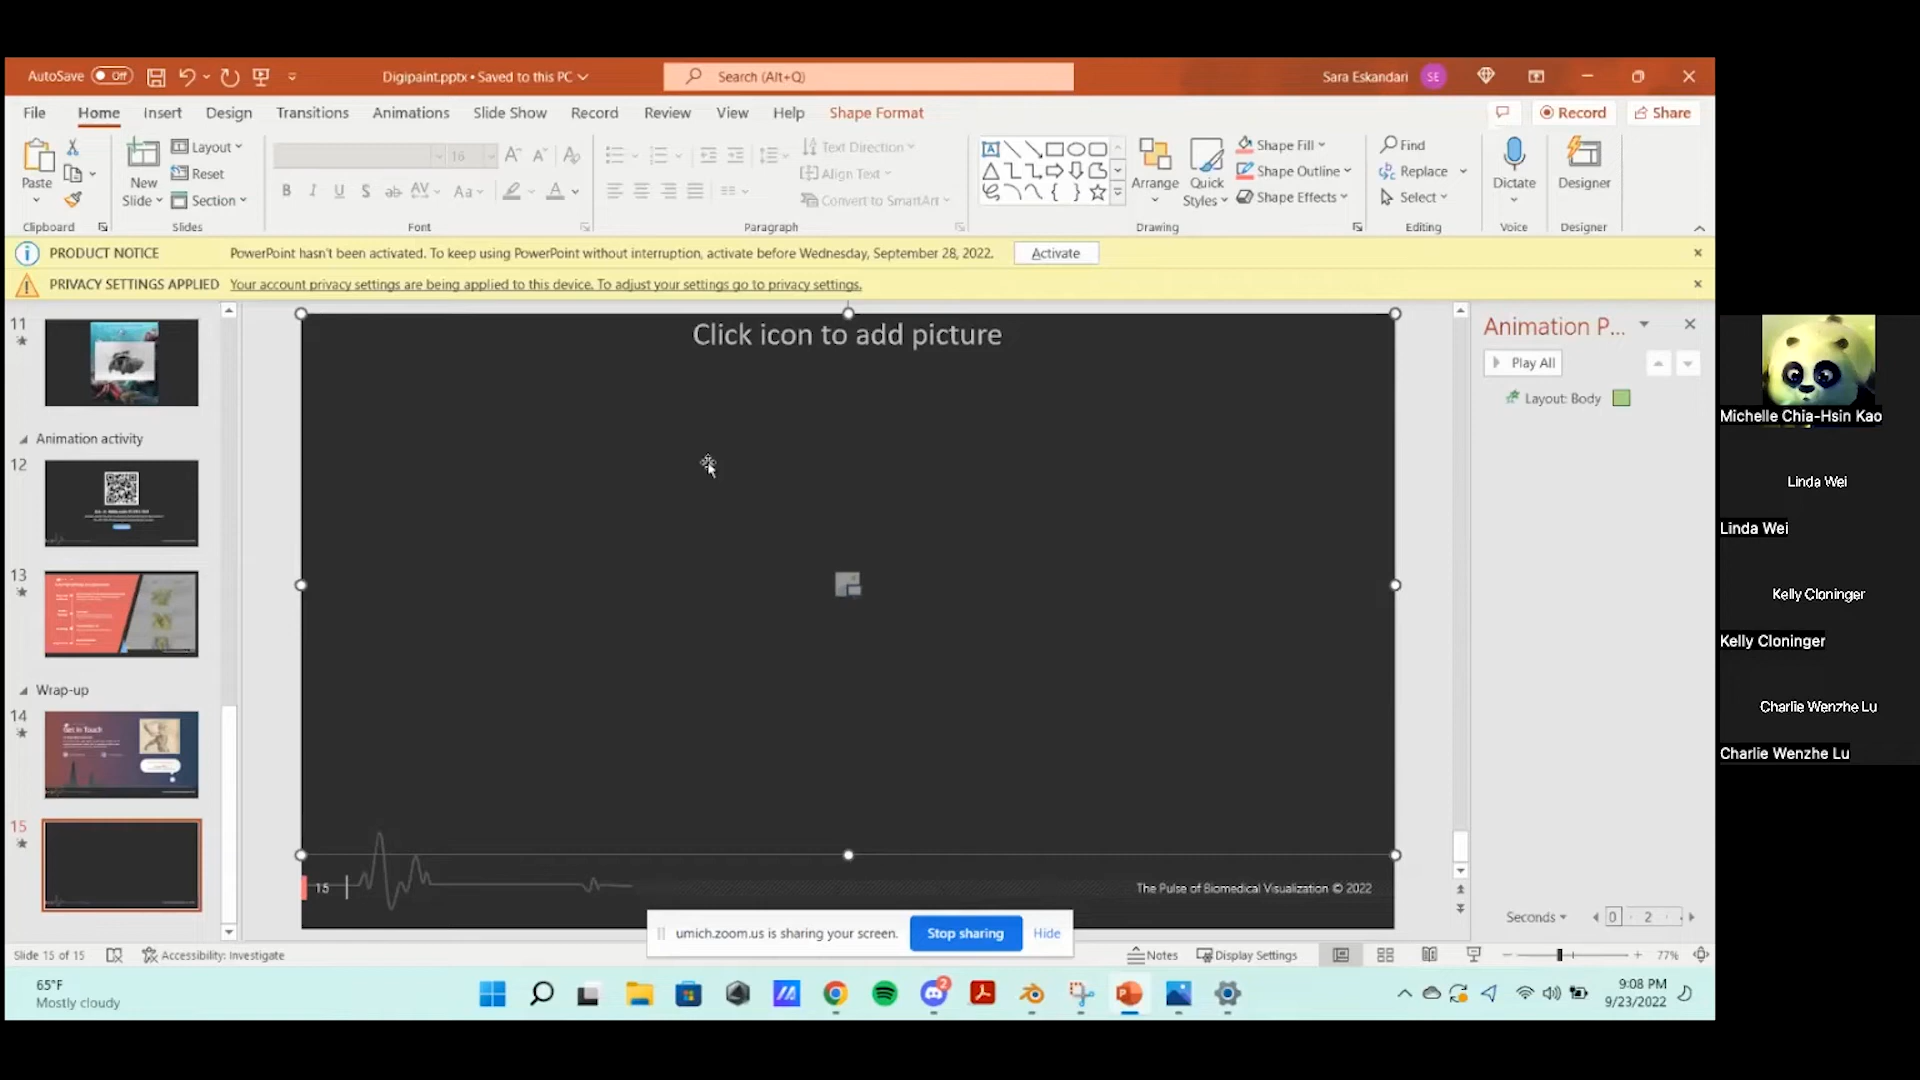 AutoSave Off Digipaint.pptx • Saved to this PC Search (Alt+Q) Sara Eskandari SE
File Home Insert Design Transitions Animations Slide Show Record Review View Help Shape Format Record Share
Paste New Slide Layout Reset Section
16
B I U S ab AV Aa A
Text Direction
Align Text
Convert to SmartArt
Arrange Quick Styles
Shape Fill
Shape Outline
Shape Effects
Find
Replace
Select
Dictate Designer
Clipboard Slides Font Paragraph Drawing Editing Voice Designer
PRODUCT NOTICE PowerPoint hasn't been activated. To keep using PowerPoint without interruption, activate before Wednesday, September 28, 2022. Activate
PRIVACY SETTINGS APPLIED Your account privacy settings are being applied to this device. To adjust your settings go to privacy settings.
11
Animation activity
12
13
Wrap-up
14
Get in Touch
15
Click icon to add picture
15
The Pulse of Biomedical Visualization © 2022
Animation P...
Play All
Layout: Body
Seconds 0 2
umich.zoom.us is sharing your screen. Stop sharing Hide
Slide 15 of 15 Accessibility: Investigate Notes Display Settings 77%
65°F
Mostly cloudy
2
9:08 PM
9/23/2022
Michelle Chia-Hsin Kao
Linda Wei
Linda Wei
Kelly Cloninger
Kelly Cloninger
Charlie Wenzhe Lu
Charlie Wenzhe Lu